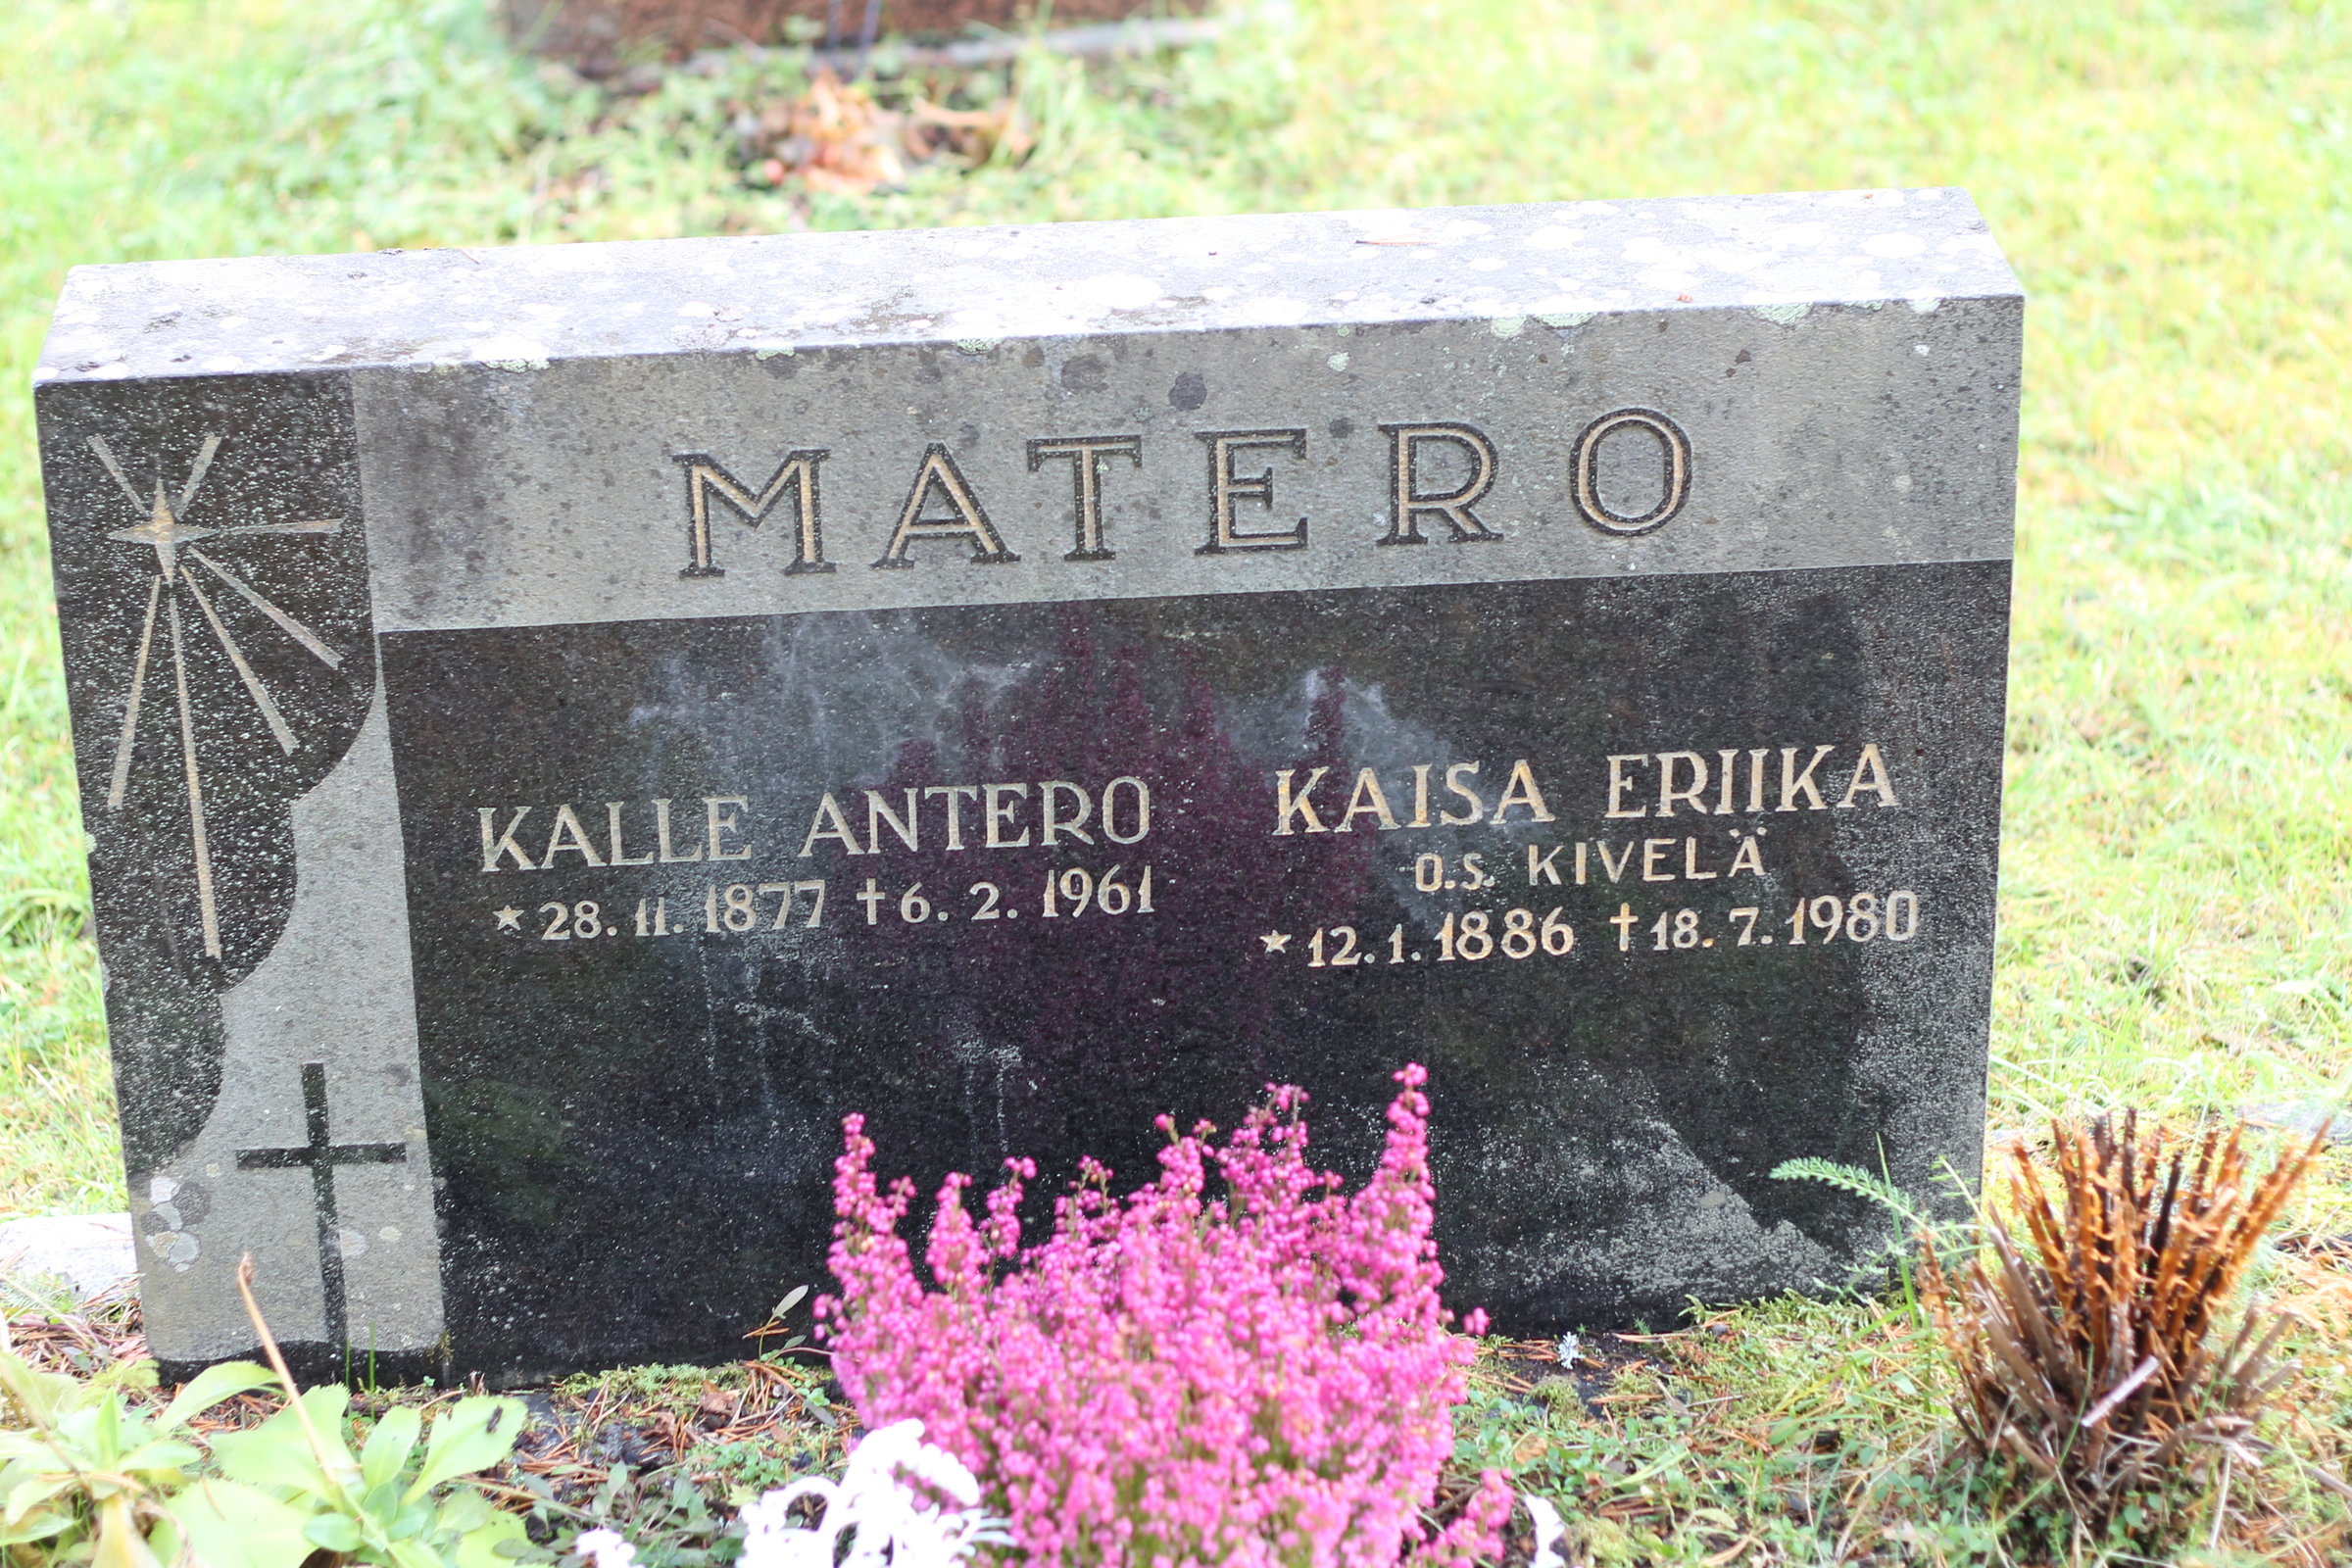 MATERO
KALLE ANTERO
* 28. 11. 1877 † 6. 2. 1961
KAISA ERIIKA
O.S. KIVELÄ
* 12. 1. 1886 † 18. 7. 1980